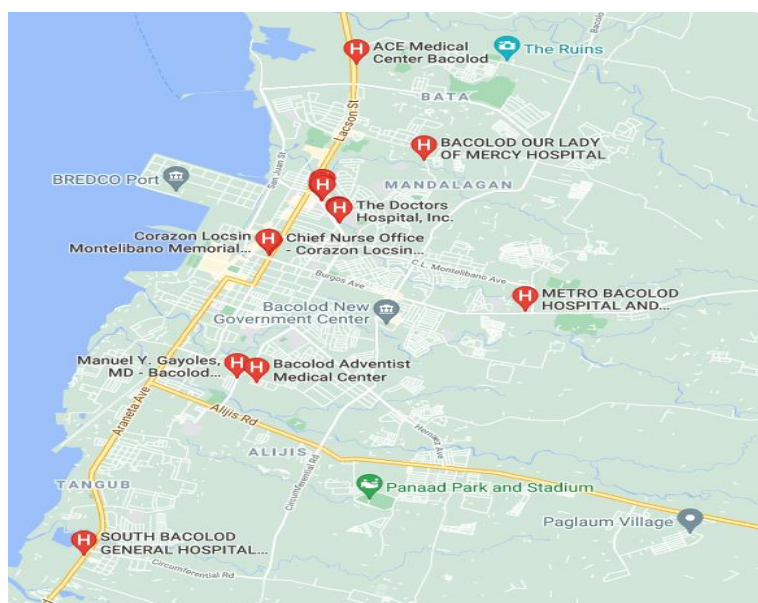 ACE Medical
Center Bacolod
The Ruins
BATA
Lacson St
San Juan St
BACOLOD OUR LADY
OF MERCY HOSPITAL
BREDCO Port
MANDALAGAN
The Doctors
Hospital, Inc.
Corazon Locsin
Montelibano Memorial...
Chief Nurse Office
- Corazon Locsin...
C.L. Montelibano Ave
Burgos Ave
METRO BACOLOD
HOSPITAL AND...
Bacolod New
Government Center
Manuel Y. Gayoles,
MD - Bacolod...
Bacolod Adventist
Medical Center
Araneta Ave
Alijis Rd
Hernaez Ave
ALIJIS
Circumferential Rd
TANGUB
Panaad Park and Stadium
Paglaum Village
SOUTH BACOLOD
GENERAL HOSPITAL...
Circumferential Rd